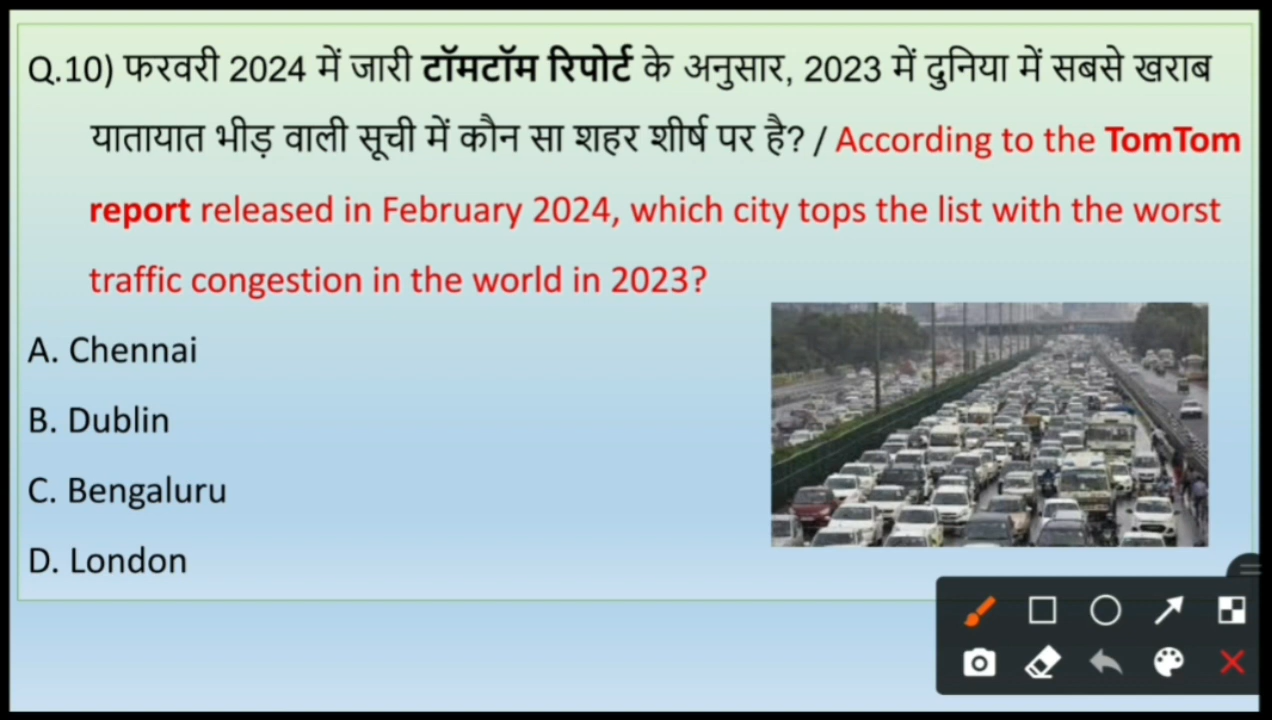 Q.10) फरवरी 2024 में जारी टॉमटॉम रिपोर्ट के अनुसार, 2023 में दुनिया में सबसे खराब
यातायात भीड़ वाली सूची में कौन सा शहर शीर्ष पर है? / According to the TomTom
report released in February 2024, which city tops the list with the worst
traffic congestion in the world in 2023?
A. Chennai
B. Dublin
C. Bengaluru
D. London